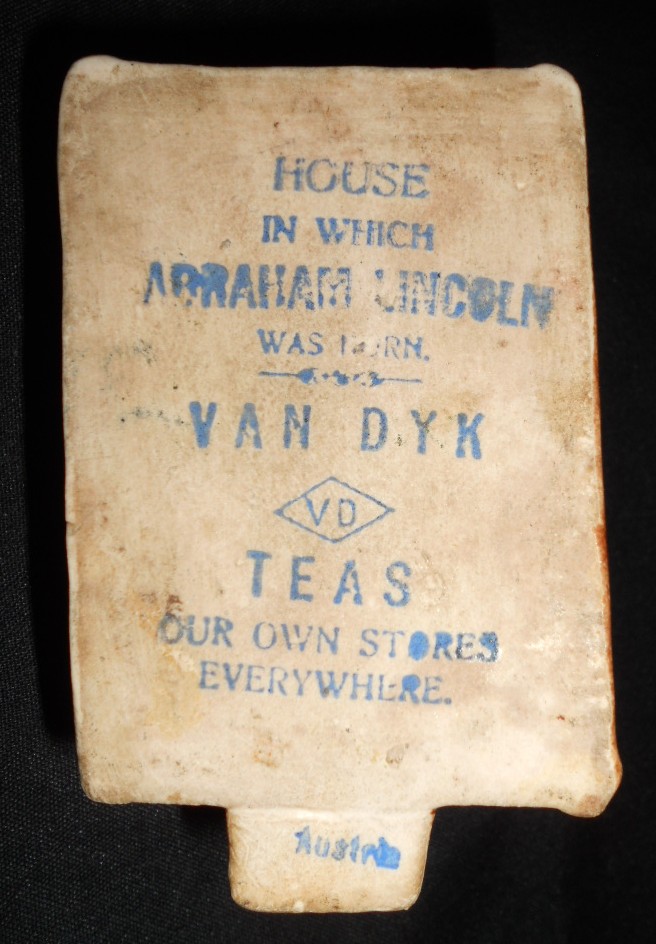 HOUSE
IN WHICH
ABRAHAM LINCOLN
WAS BORN.
VAN DYK
VD
TEAS
OUR OWN STORES
EVERYWHERE.
Austria